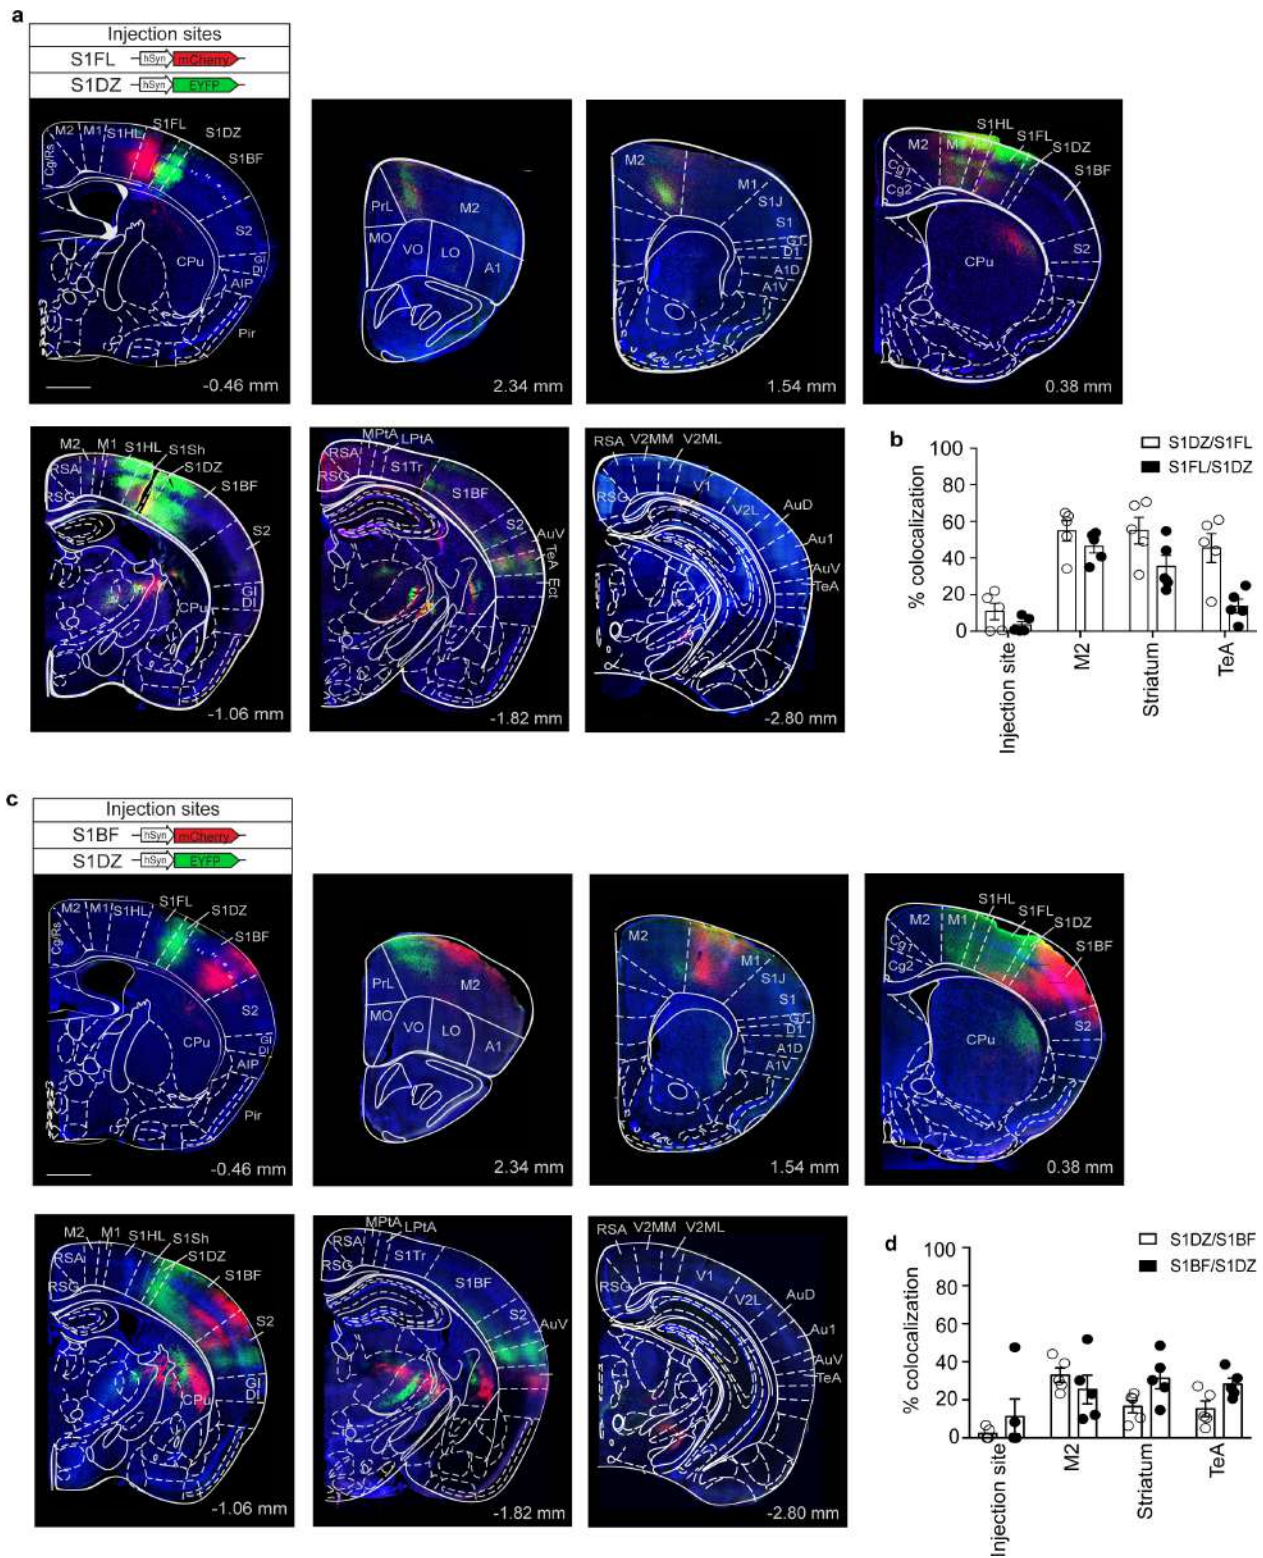 a
Injection sites
S1FL hSyn mCherry
S1DZ hSyn EYFP
M2 M1 S1HL S1FL S1DZ S1BF
Cg/Rs
S2
CPu
GI
DI
AIP
Pir
-0.46 mm
M2
PrL
MO VO LO
A1
2.34 mm
M2
M1
S1J
S1
G1
D1
A1D
A1V
1.54 mm
S1HL
S1FL
M2 M1 S1DZ
S1BF
Cg
Cg2
CPu
S2
0.38 mm
M2 M1 S1HL S1Sh
S1DZ
RSA
S1BF
RSG
S2
CPu
GI
DI
-1.06 mm
MPtA
LPtA
RSA
S1Tr
RSG
S1BF
S2
AuV
TeA
Ect
-1.82 mm
RSA V2MM V2ML
V1
RSG
V2L
AuD
Au1
AuV
TeA
-2.80 mm
b
% colocalization
100
80
60
40
20
0
S1DZ/S1FL
S1FL/S1DZ
Injection site
M2
Striatum
TeA
c
Injection sites
S1BF hSyn mCherry
S1DZ hSyn EYFP
M2 M1 S1HL S1FL
S1DZ
S1BF
Cg/Rs
S2
CPu
GI
DI
AIP
Pir
-0.46 mm
M2
PrL
MO VO LO
A1
2.34 mm
M2
M1
S1J
S1
G1
D1
A1D
A1V
1.54 mm
S1HL
S1FL
M2 M1 S1DZ
S1BF
Cg
Cg2
CPu
S2
0.38 mm
M2 M1 S1HL S1Sh
S1DZ
RSA
S1BF
RSG
S2
CPu
GI
DI
-1.06 mm
MPtA
LPtA
RSA
S1Tr
RSG
S1BF
S2
AuV
-1.82 mm
RSA V2MM V2ML
V1
RSG
V2L
AuD
Au1
AuV
TeA
-2.80 mm
d
% colocalization
100
80
60
40
20
0
S1DZ/S1BF
S1BF/S1DZ
Injection site
M2
Striatum
TeA